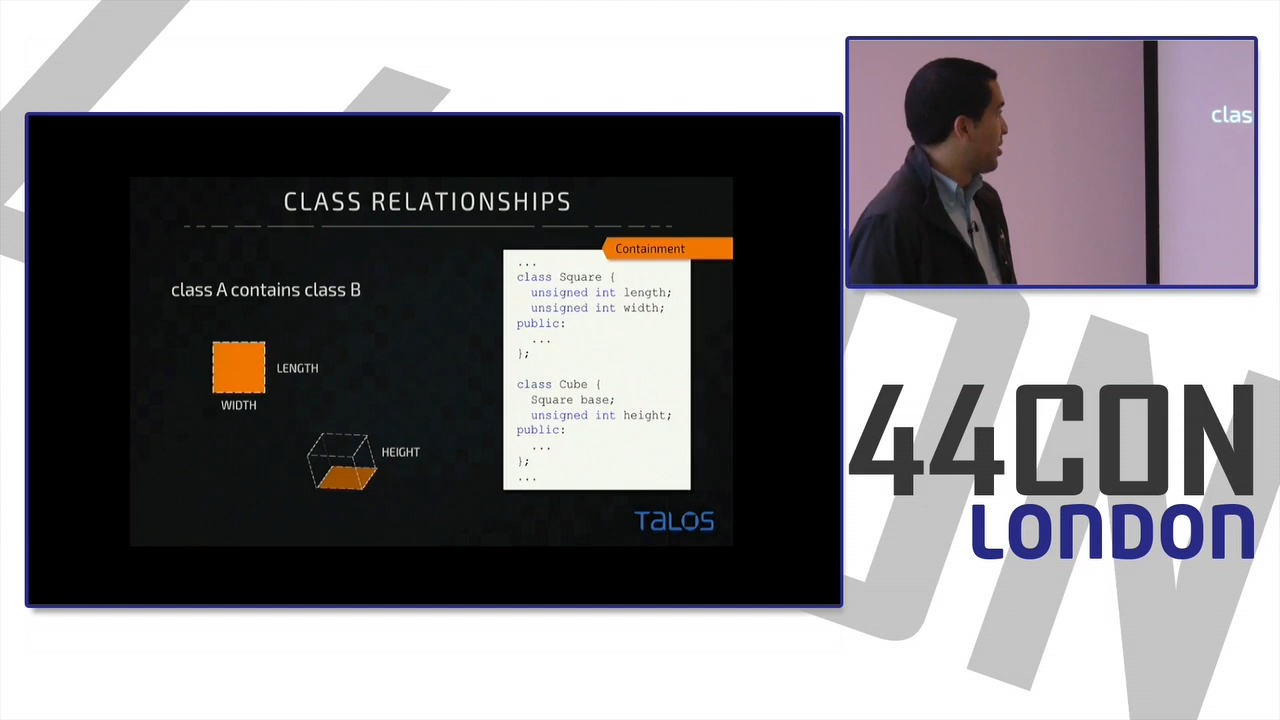 CLASS RELATIONSHIPS
Containment
class A contains class B
LENGTH
WIDTH
HEIGHT
...
class Square {
unsigned int length;
unsigned int width;
public:
...
};
class Cube {
Square base;
unsigned int height;
public:
...
};
...
TALOS
clas
44CON
LONDON